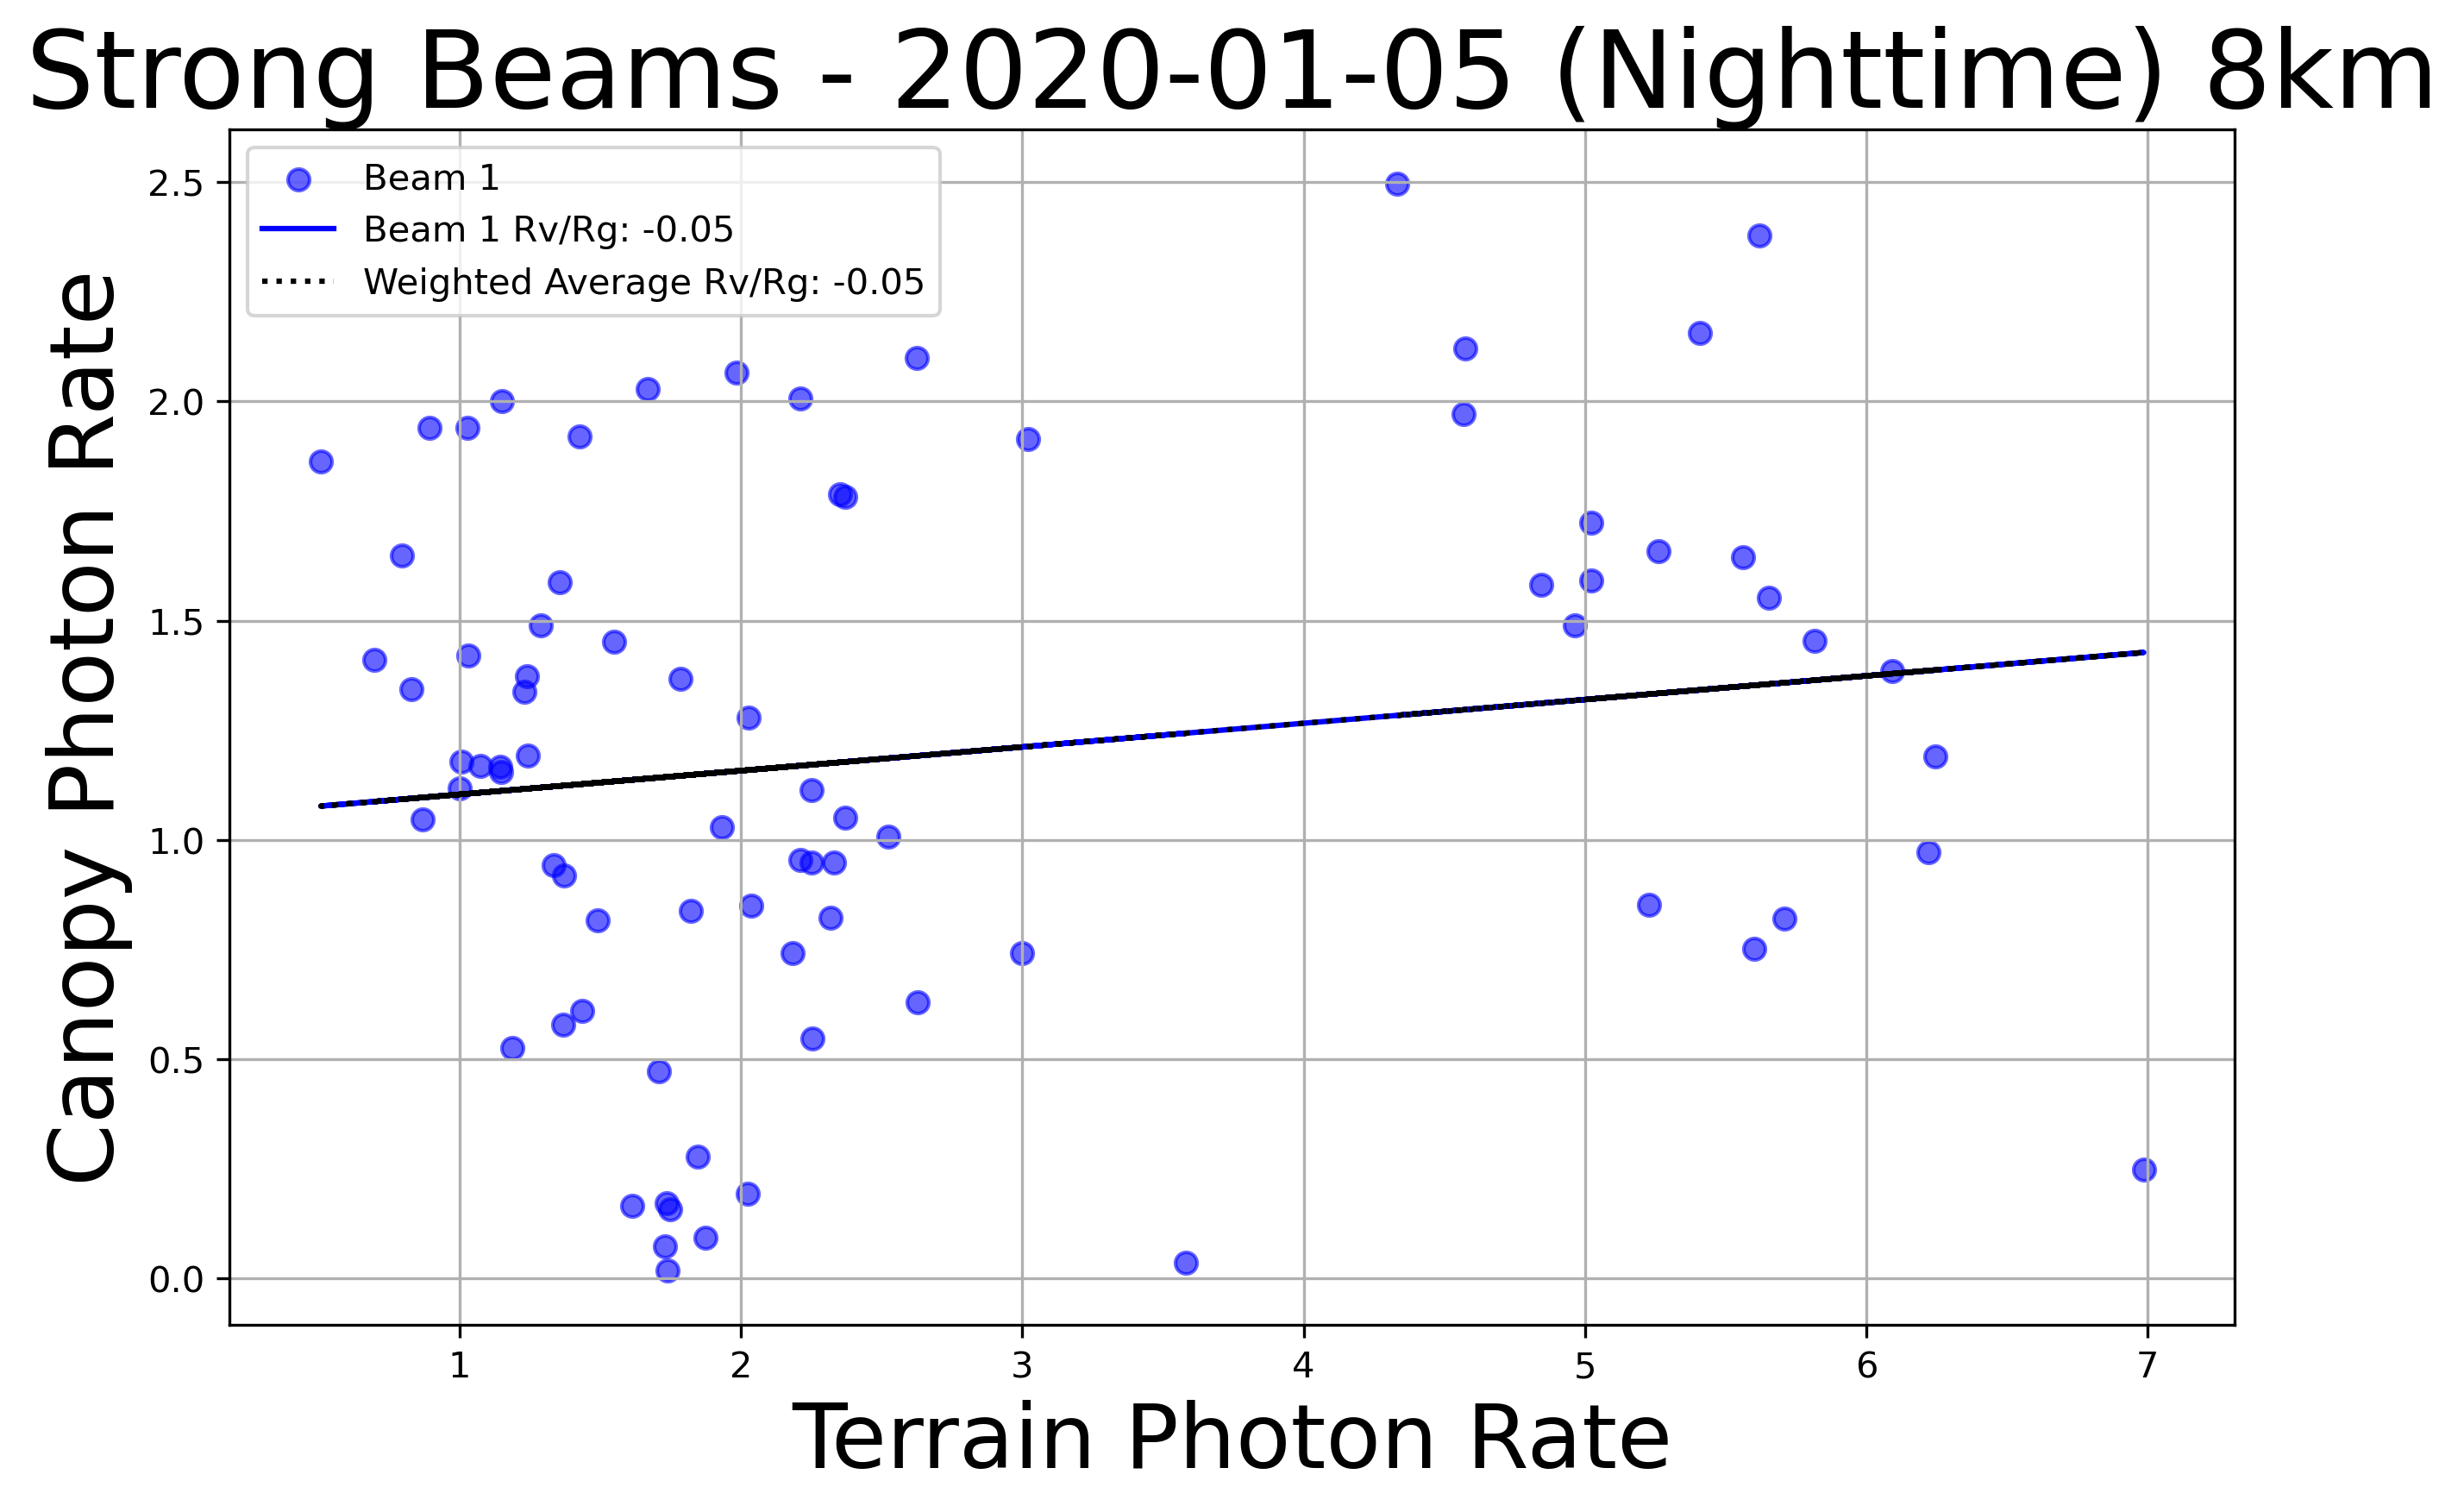 Strong Beams - 2020-01-05 (Nighttime) 8km
Beam 1
Beam 1 Rv/Rg: -0.05
Weighted Average Rv/Rg: -0.05
Canopy Photon Rate
2.5
2.0
1.5
1.0
0.5
0.0
1 2 3 4 5 6 7
Terrain Photon Rate